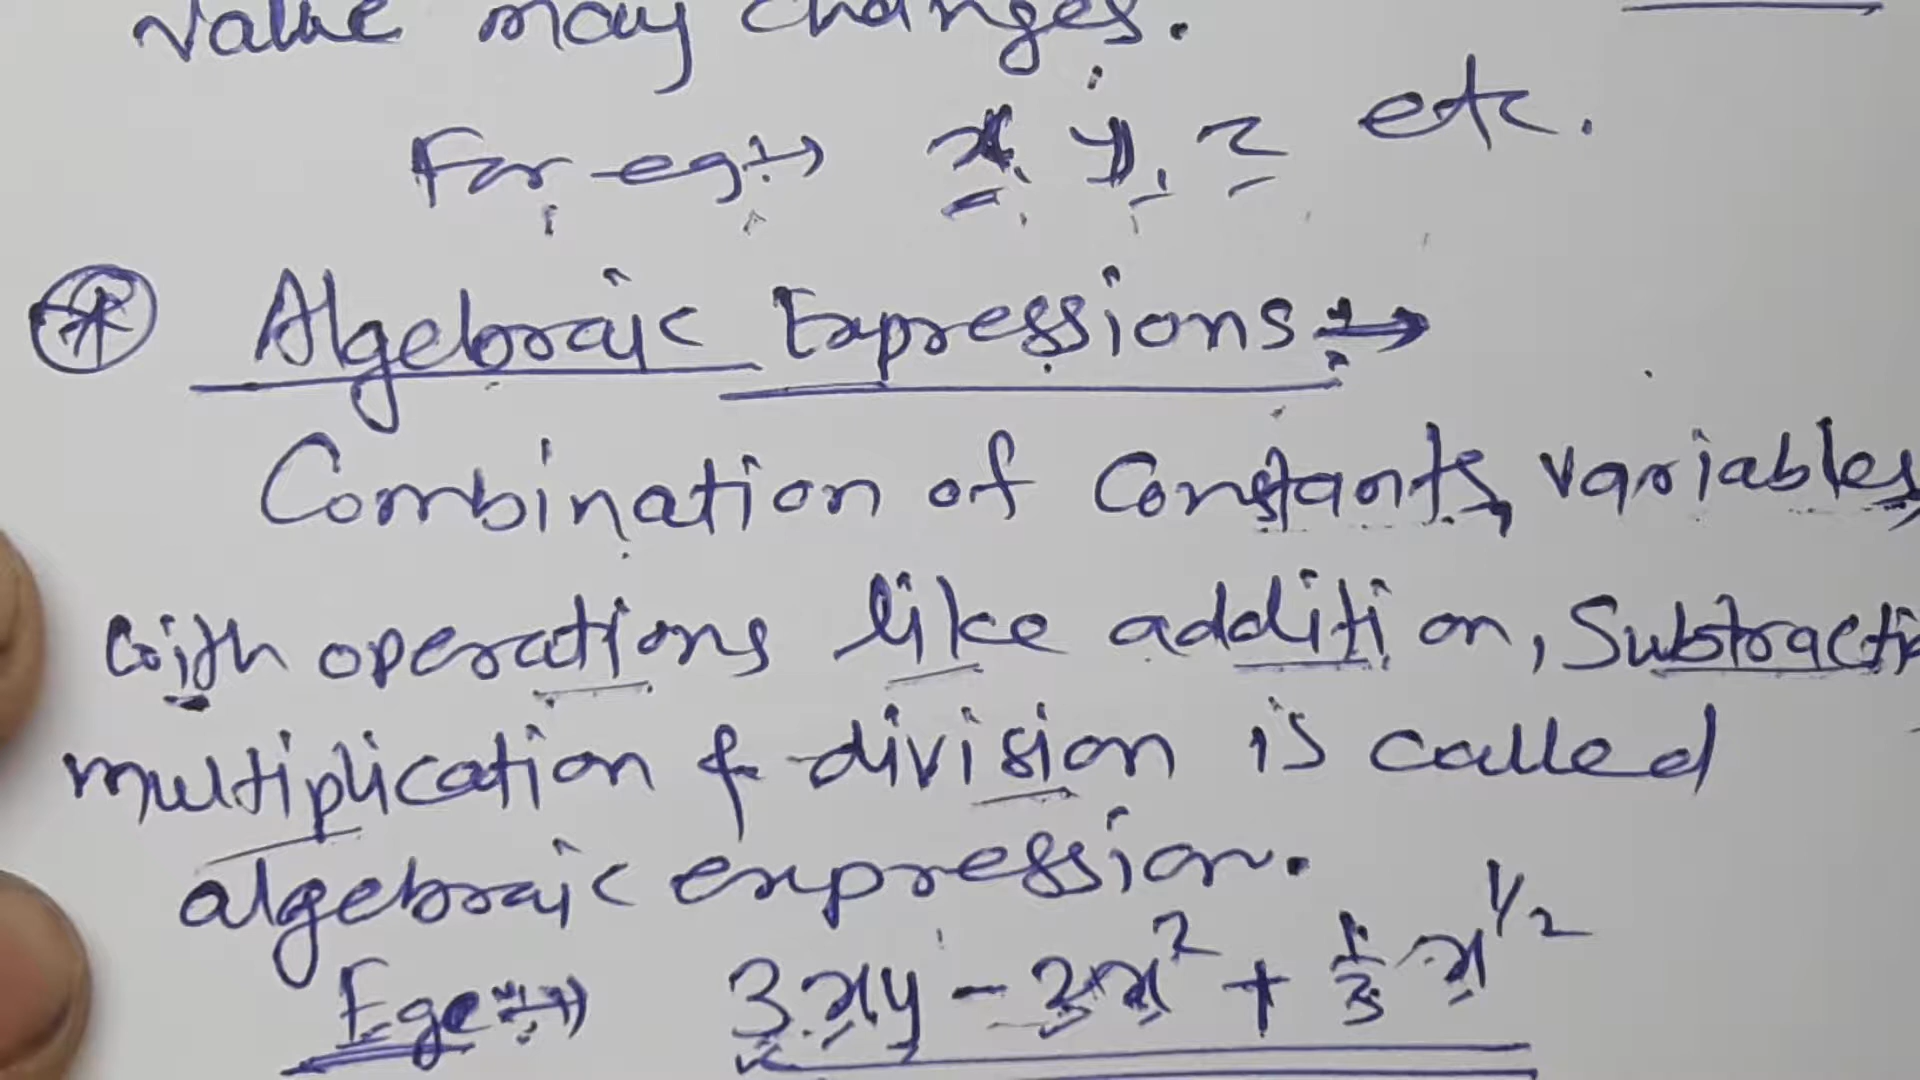 Value may changes.
For eg:→ x, y, z etc.
* Algebraic Expressions:→
Combination of Constants, variables,
with operations like addition, Subtracti
multiplication & division is called
algebraic expression.
Eg:→ 3xy - 2x² + 1/3 x^1/2